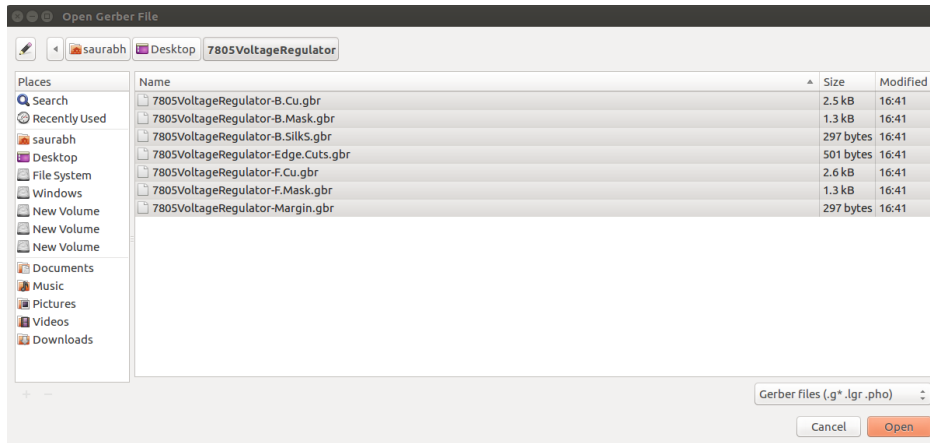 Open Gerber File
saurabh Desktop 7805VoltageRegulator
Places Name Size Modified
Search 7805VoltageRegulator-B.Cu.gbr 2.5 kB 16:41
Recently Used 7805VoltageRegulator-B.Mask.gbr 1.3 kB 16:41
saurabh 7805VoltageRegulator-B.SilkS.gbr 297 bytes 16:41
Desktop 7805VoltageRegulator-Edge.Cuts.gbr 501 bytes 16:41
File System 7805VoltageRegulator-F.Cu.gbr 2.6 kB 16:41
Windows 7805VoltageRegulator-F.Mask.gbr 1.3 kB 16:41
New Volume 7805VoltageRegulator-Margin.gbr 297 bytes 16:41
New Volume
New Volume
Documents
Music
Pictures
Videos
Downloads
Gerber files (.g* .lgr .pho)
Cancel Open